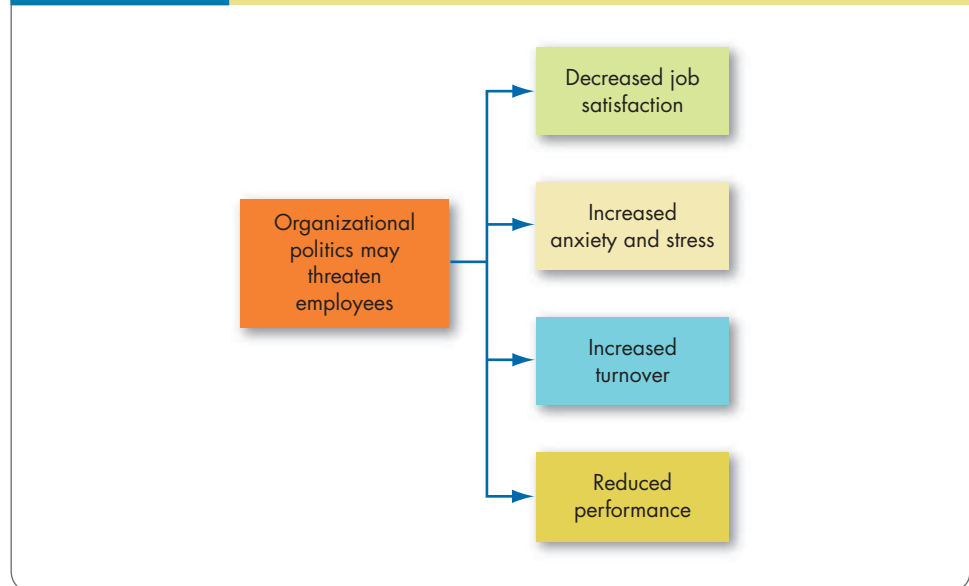 Organizational
politics may
threaten
employees
Decreased job
satisfaction
Increased
anxiety and stress
Increased
turnover
Reduced
performance